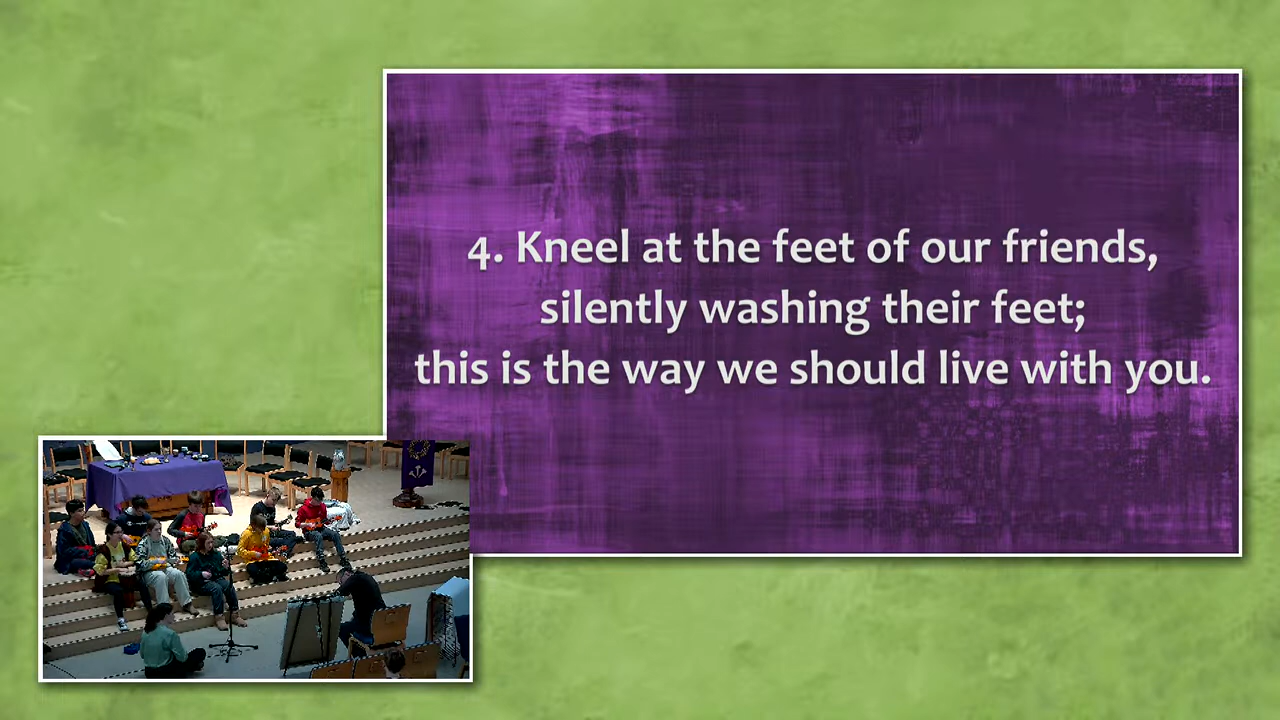 4. Kneel at the feet of our friends,
silently washing their feet;
this is the way we should live with you.